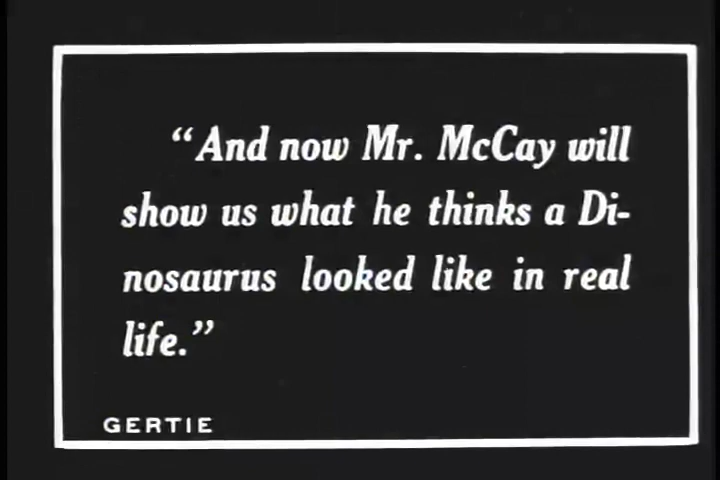 “And now Mr. McCay will
show us what he thinks a Di-
nosaurus looked like in real
life.”
GERTIE